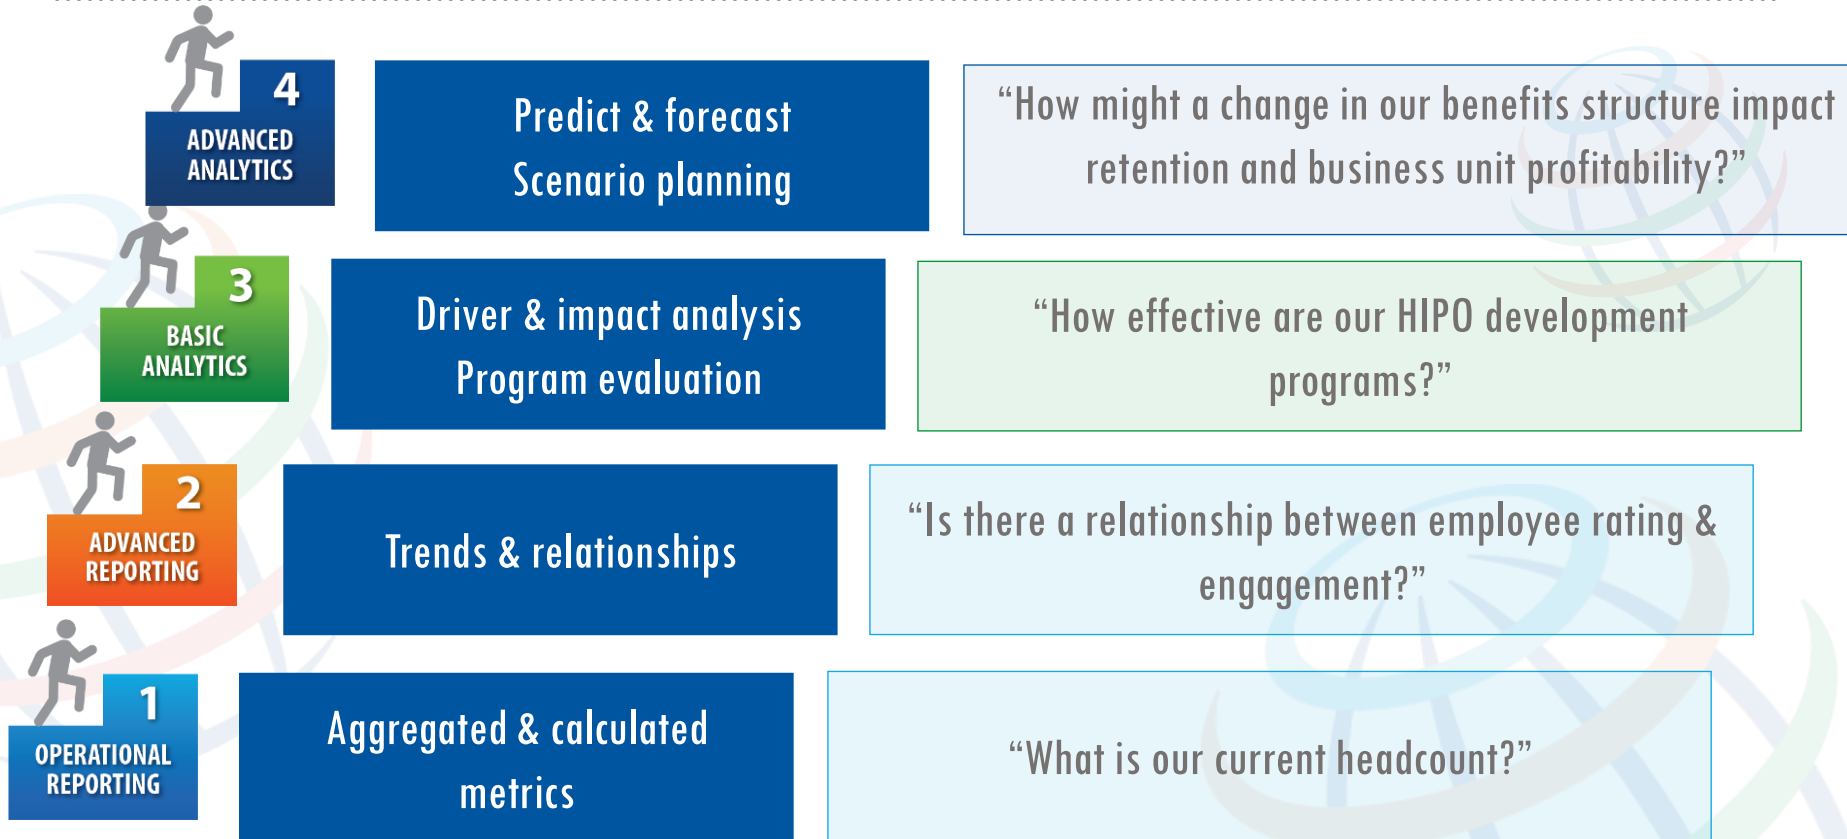 4
ADVANCED
ANALYTICS
Predict & forecast
Scenario planning
“How might a change in our benefits structure impact
retention and business unit profitability?”
3
BASIC
ANALYTICS
Driver & impact analysis
Program evaluation
“How effective are our HIPO development
programs?”
2
ADVANCED
REPORTING
Trends & relationships
“Is there a relationship between employee rating &
engagement?”
1
OPERATIONAL
REPORTING
Aggregated & calculated
metrics
“What is our current headcount?”